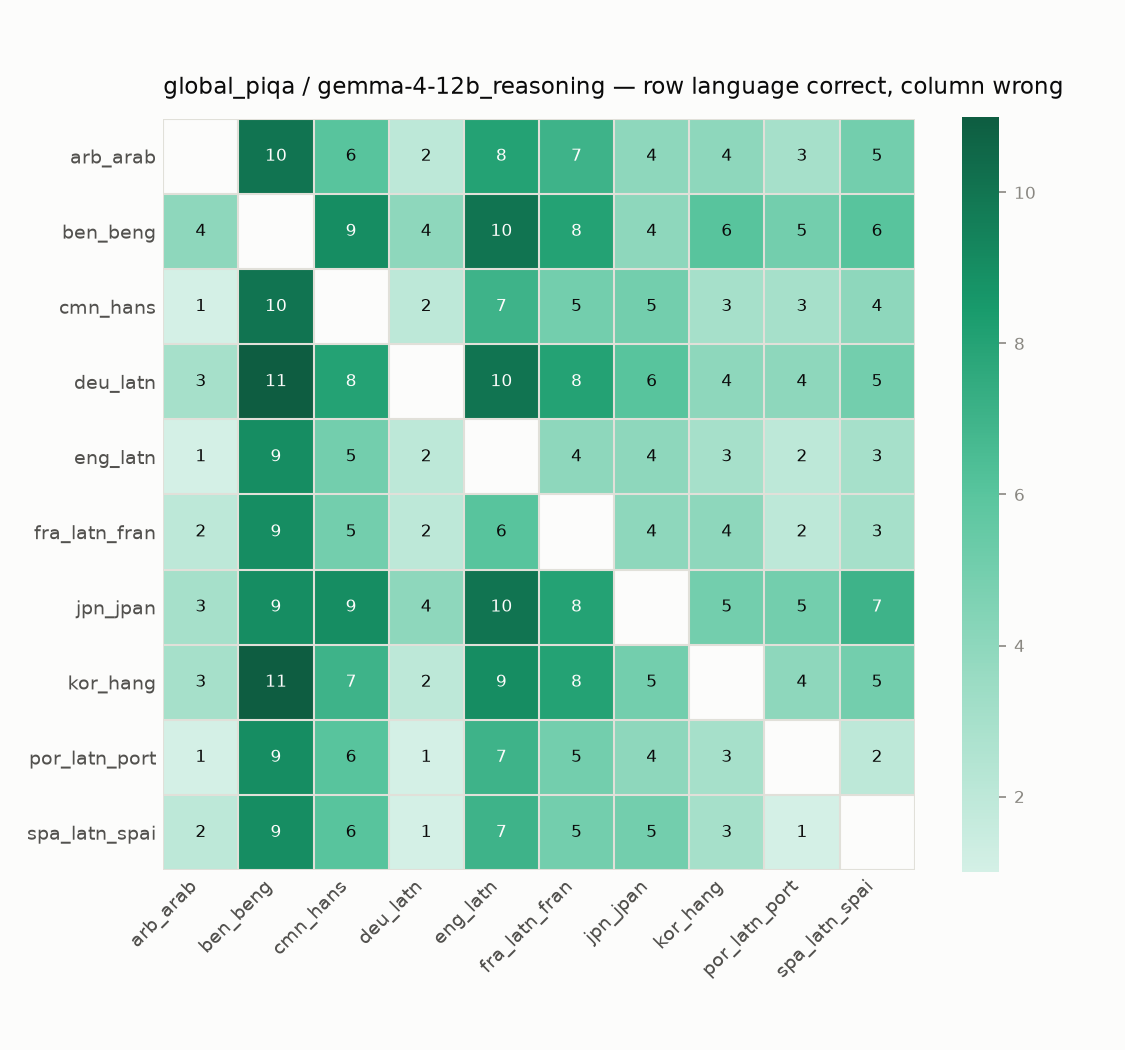 global_piqa / gemma-4-12b_reasoning — row language correct, column wrong
arb_arab 10 6 2 8 7 4 4 3 5
ben_beng 4 9 4 10 8 4 6 5 6
cmn_hans 1 10 2 7 5 5 3 3 4
deu_latn 3 11 8 10 8 6 4 4 5
eng_latn 1 9 5 2 4 4 3 2 3
fra_latn_fran 2 9 5 2 6 4 4 2 3
jpn_jpan 3 9 9 4 10 8 5 5 7
kor_hang 3 11 7 2 9 8 5 4 5
por_latn_port 1 9 6 1 7 5 4 3 2
spa_latn_spai 2 9 6 1 7 5 5 3 1
arb_arab ben_beng cmn_hans deu_latn eng_latn fra_latn_fran jpn_jpan kor_hang por_latn_port spa_latn_spai
10
8
6
4
2